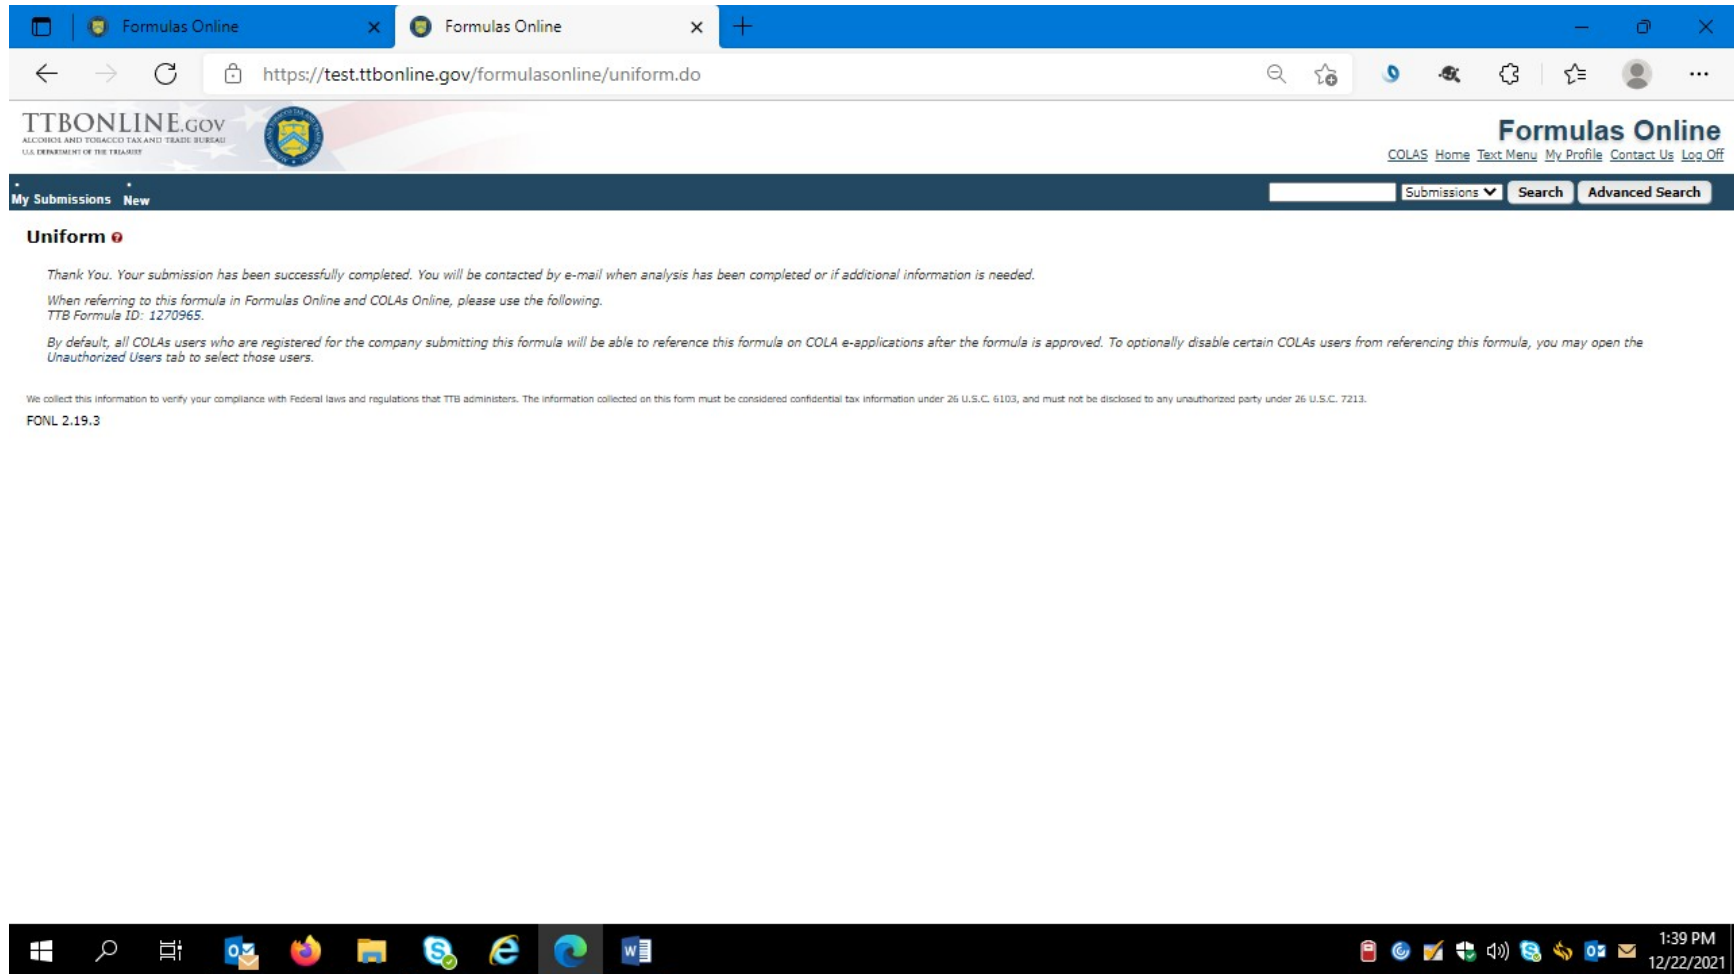 Formulas Online
Formulas Online
https://test.ttbonline.gov/formulasonline/uniform.do
TTBONLINE.GOV
ALCOHOL AND TOBACCO TAX AND TRADE BUREAU
U.S. DEPARTMENT OF THE TREASURY
Formulas Online
COLAS Home Text Menu My Profile Contact Us Log Off
My Submissions New
Submissions Search Advanced Search
Uniform
Thank You. Your submission has been successfully completed. You will be contacted by e-mail when analysis has been completed or if additional information is needed.
When referring to this formula in Formulas Online and COLAs Online, please use the following.
TTB Formula ID: 1270965.
By default, all COLAs users who are registered for the company submitting this formula will be able to reference this formula on COLA e-applications after the formula is approved. To optionally disable certain COLAs users from referencing this formula, you may open the
Unauthorized Users tab to select those users.
We collect this information to verify your compliance with Federal laws and regulations that TTB administers. The information collected on this form must be considered confidential tax information under 26 U.S.C. 6103, and must not be disclosed to any unauthorized party under 26 U.S.C. 7213.
FONL 2.19.3
1:39 PM
12/22/2021